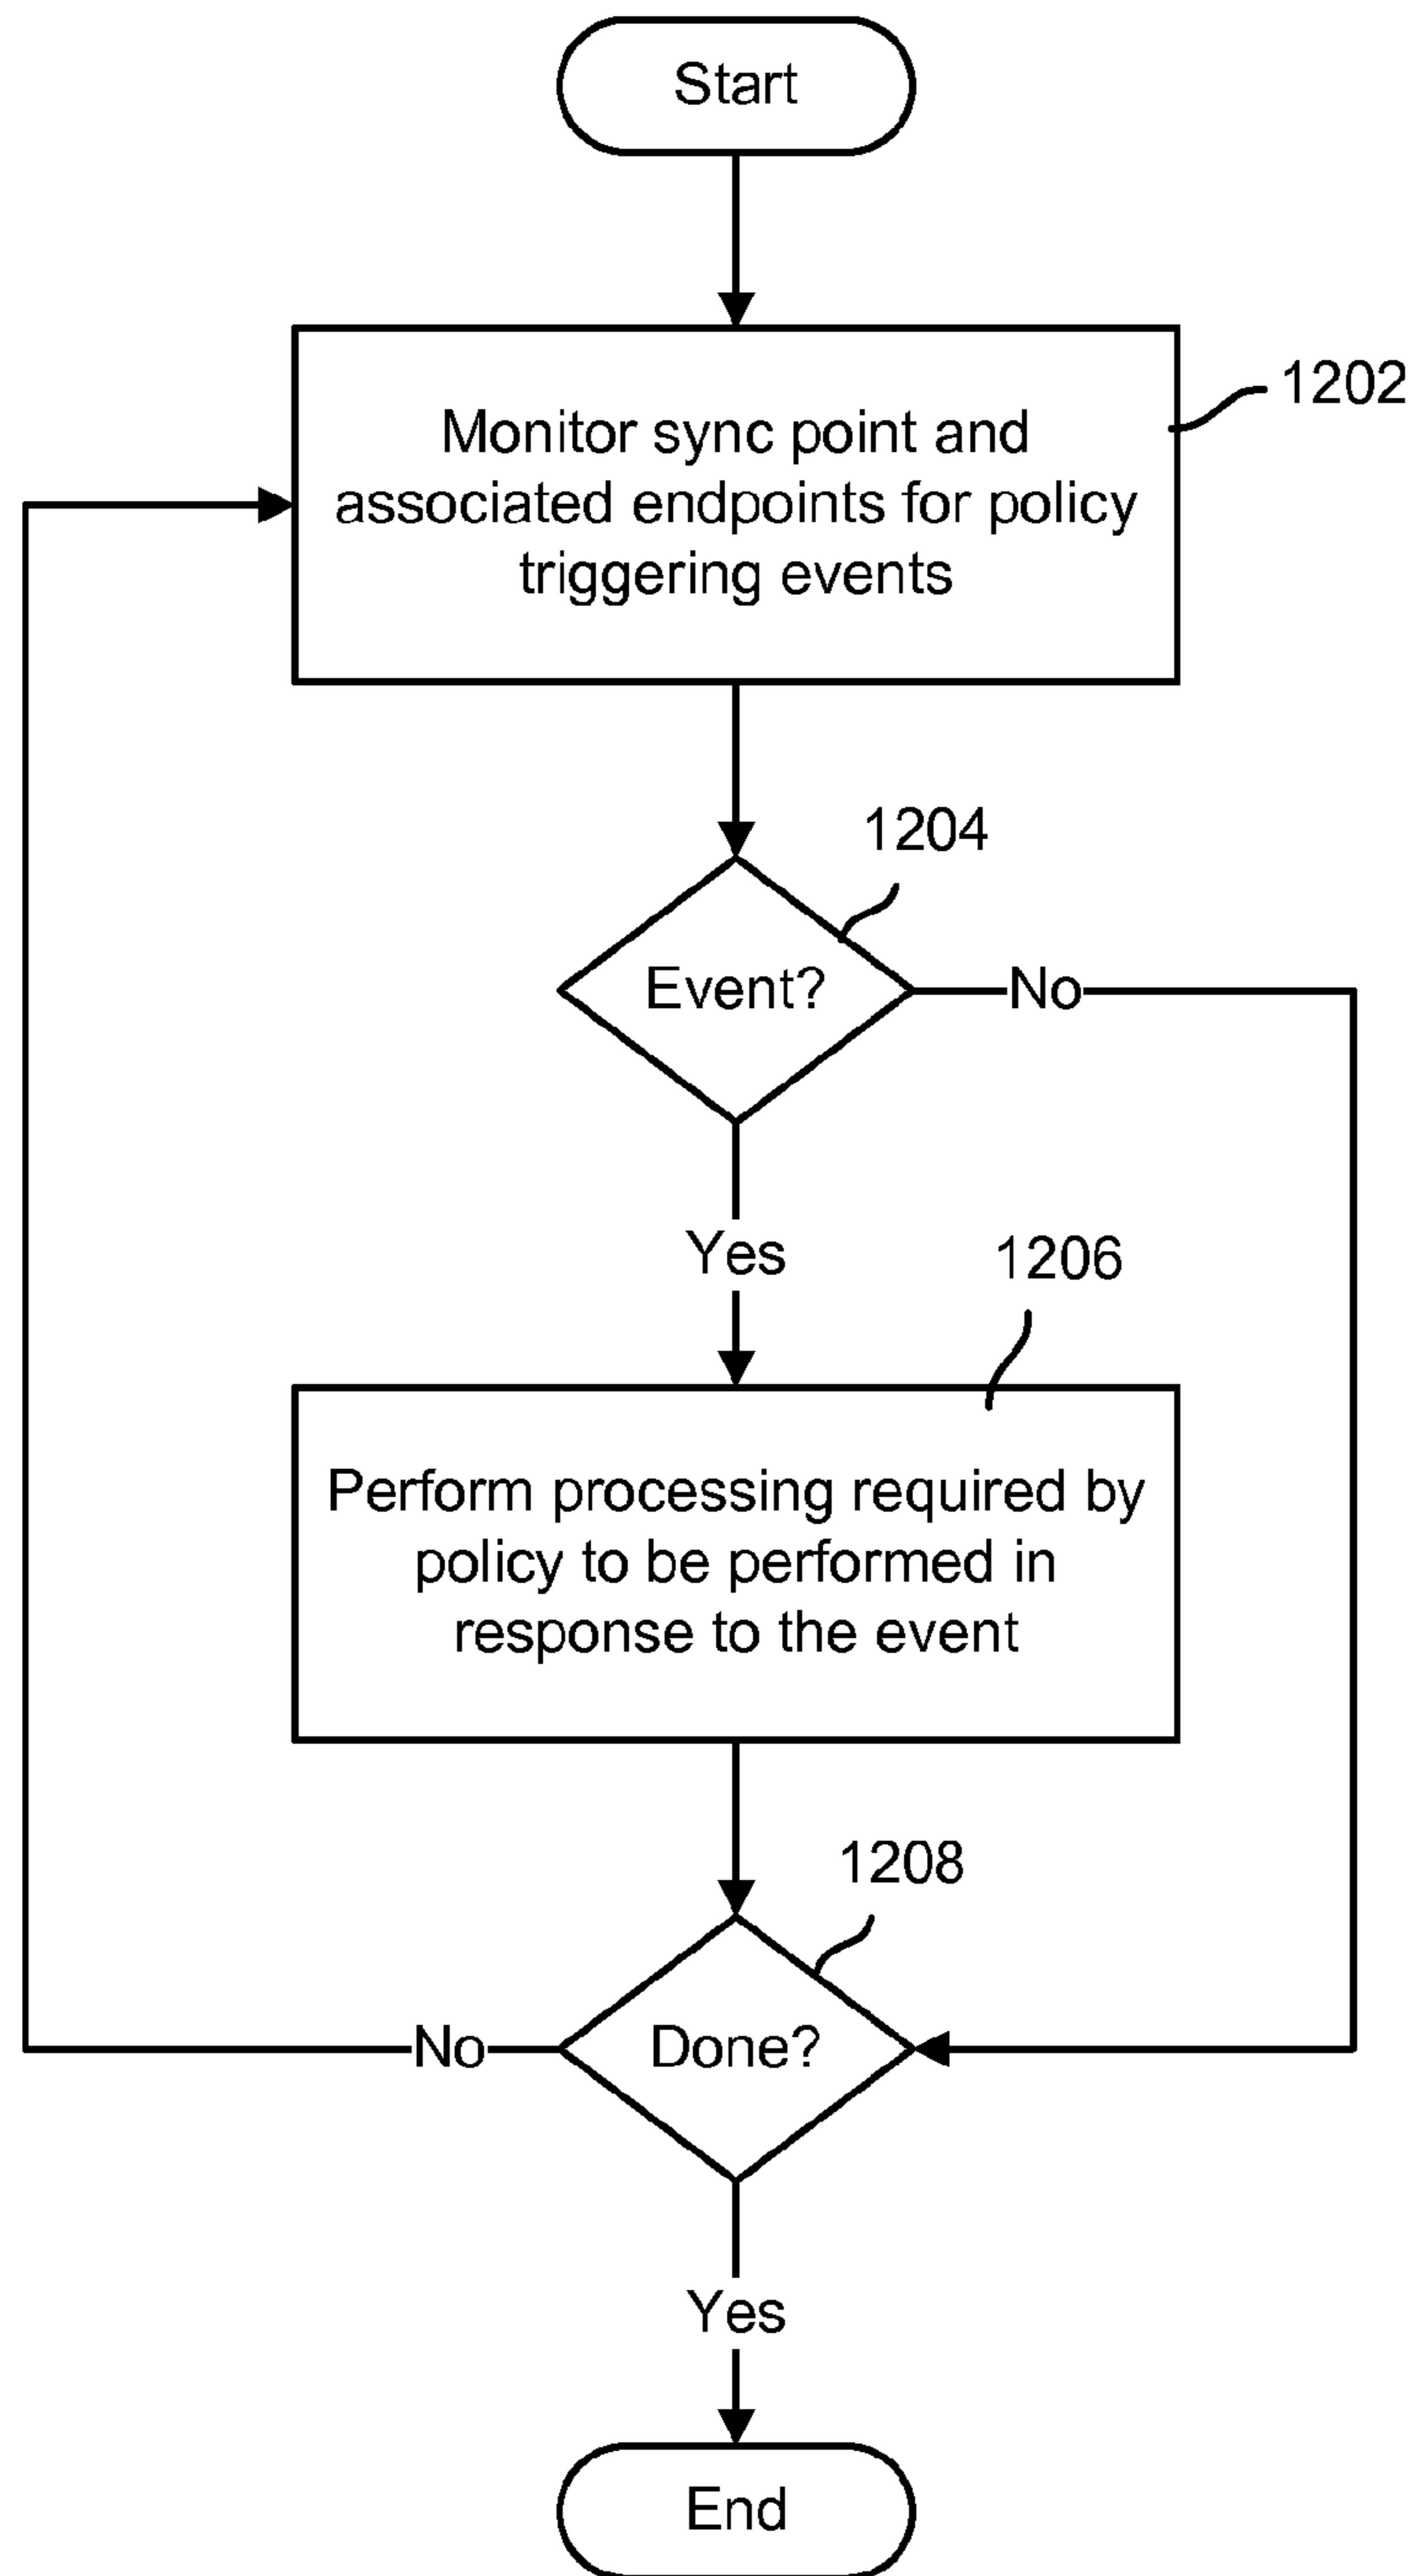 Start
Monitor sync point and
associated endpoints for policy
triggering events
1202
1204
Event?
No
Yes
1206
Perform processing required by
policy to be performed in
response to the event
1208
Done?
No
Yes
End